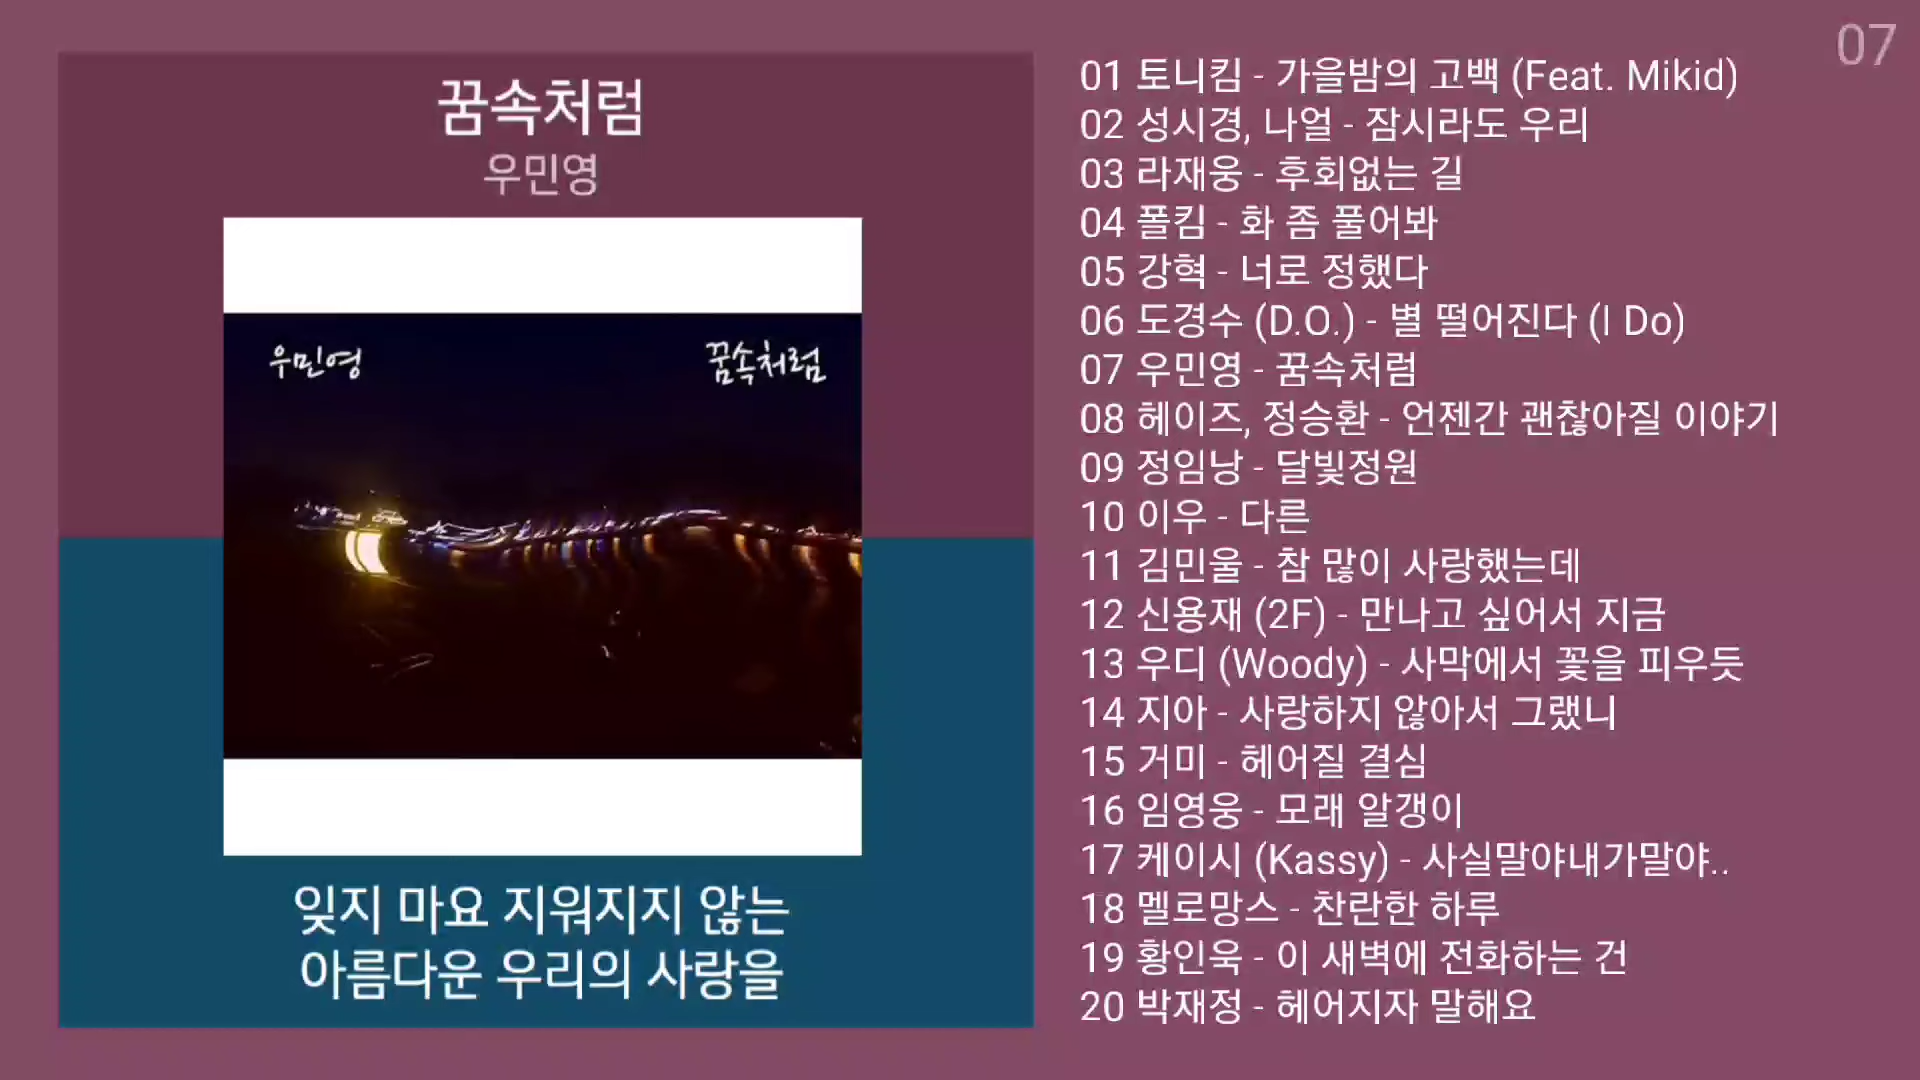 07
꿈속처럼
우민영
우민영
꿈속처럼
잊지 마요 지워지지 않는
아름다운 우리의 사랑을
01 토니킴 - 가을밤의 고백 (Feat. Mikid)
02 성시경, 나얼 - 잠시라도 우리
03 라재웅 - 후회없는 길
04 폴킴 - 화 좀 풀어봐
05 강혁 - 너로 정했다
06 도경수 (D.O.) - 별 떨어진다 (I Do)
07 우민영 - 꿈속처럼
08 헤이즈, 정승환 - 언젠간 괜찮아질 이야기
09 정임낭 - 달빛정원
10 이우 - 다른
11 김민울 - 참 많이 사랑했는데
12 신용재 (2F) - 만나고 싶어서 지금
13 우디 (Woody) - 사막에서 꽃을 피우듯
14 지아 - 사랑하지 않아서 그랬니
15 거미 - 헤어질 결심
16 임영웅 - 모래 알갱이
17 케이시 (Kassy) - 사실말야내가말야..
18 멜로망스 - 찬란한 하루
19 황인욱 - 이 새벽에 전화하는 건
20 박재정 - 헤어지자 말해요